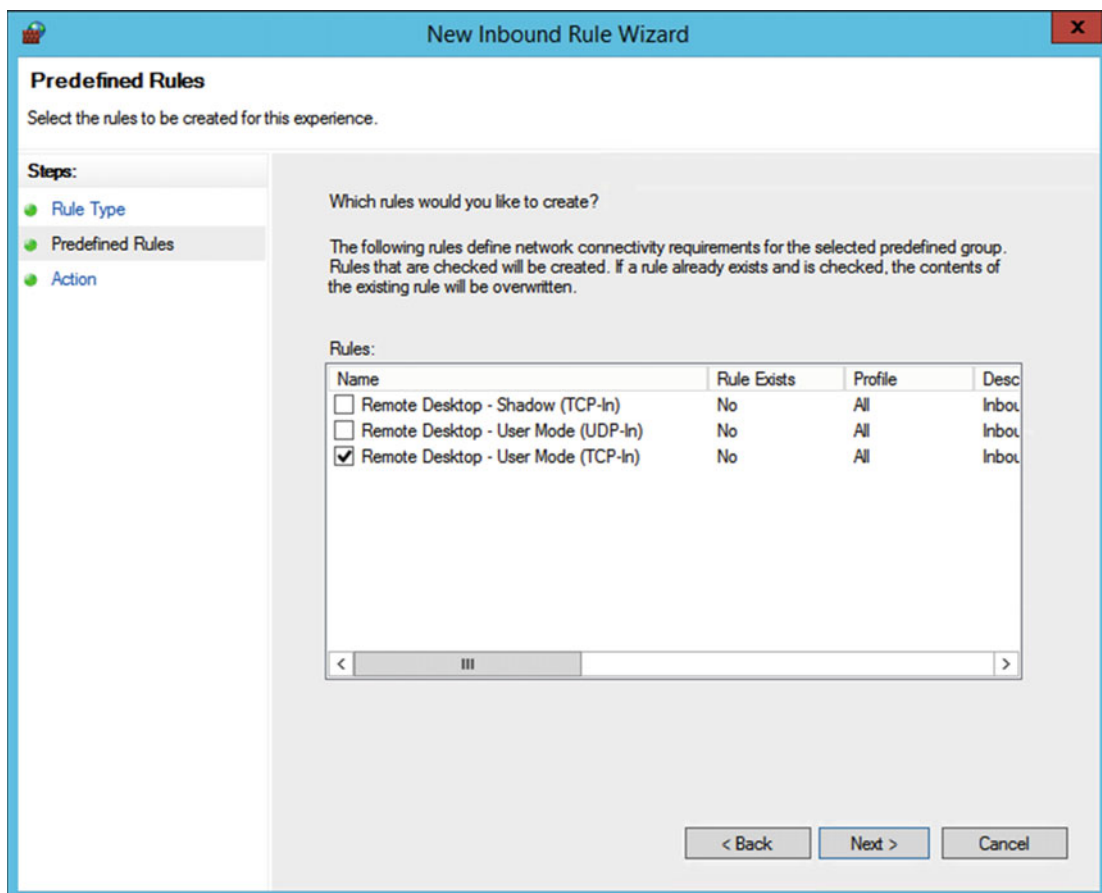 New Inbound Rule Wizard
x
Predefined Rules
Select the rules to be created for this experience.
Steps:
Rule Type
Predefined Rules
Action
Which rules would you like to create?
The following rules define network connectivity requirements for the selected predefined group.
Rules that are checked will be created. If a rule already exists and is checked, the contents of
the existing rule will be overwritten.
Rules:
Name Rule Exists Profile Desc
Remote Desktop - Shadow (TCP-In) No All Inbou
Remote Desktop - User Mode (UDP-In) No All Inbou
Remote Desktop - User Mode (TCP-In) No All Inbou
< Back Next > Cancel